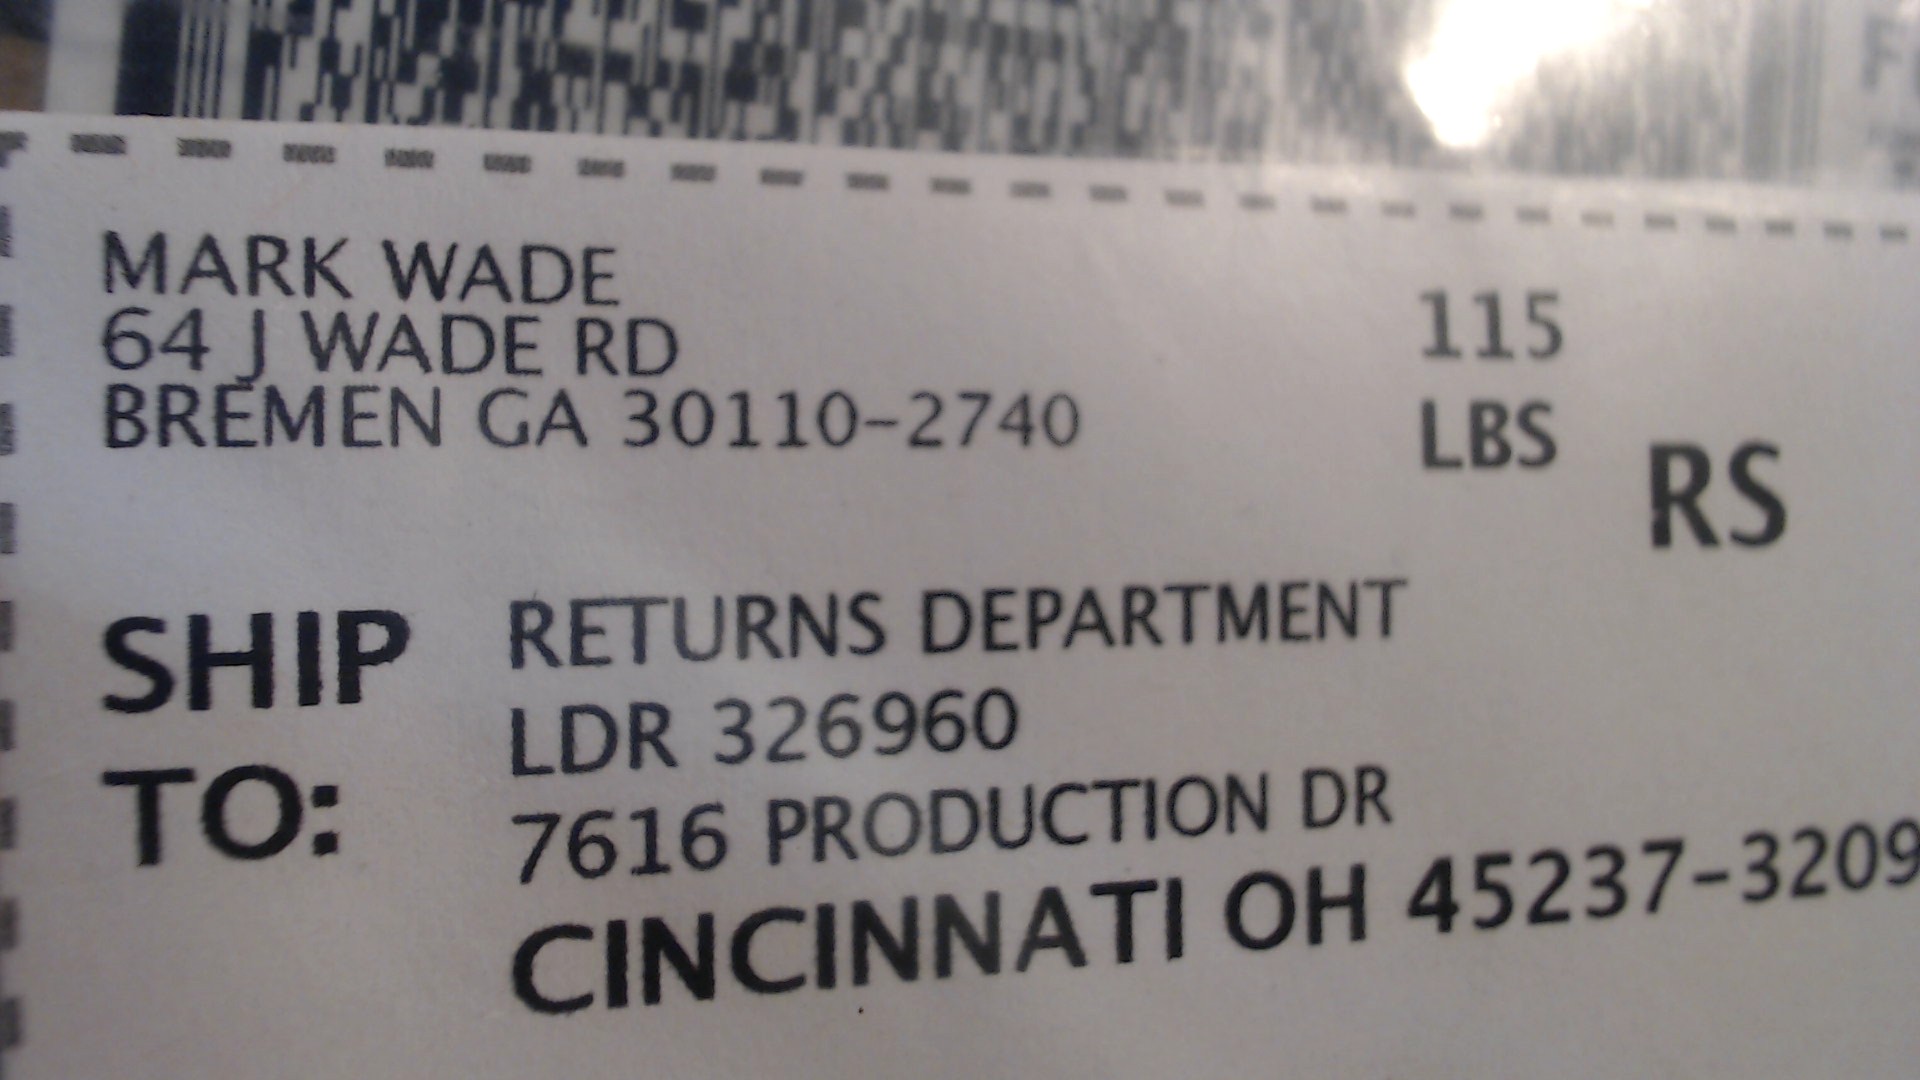 MARK WADE
64 J WADE RD
BREMEN GA 30110-2740
115
LBS
RS
SHIP
TO:
RETURNS DEPARTMENT
LDR 326960
7616 PRODUCTION DR
CINCINNATI OH 45237-3209